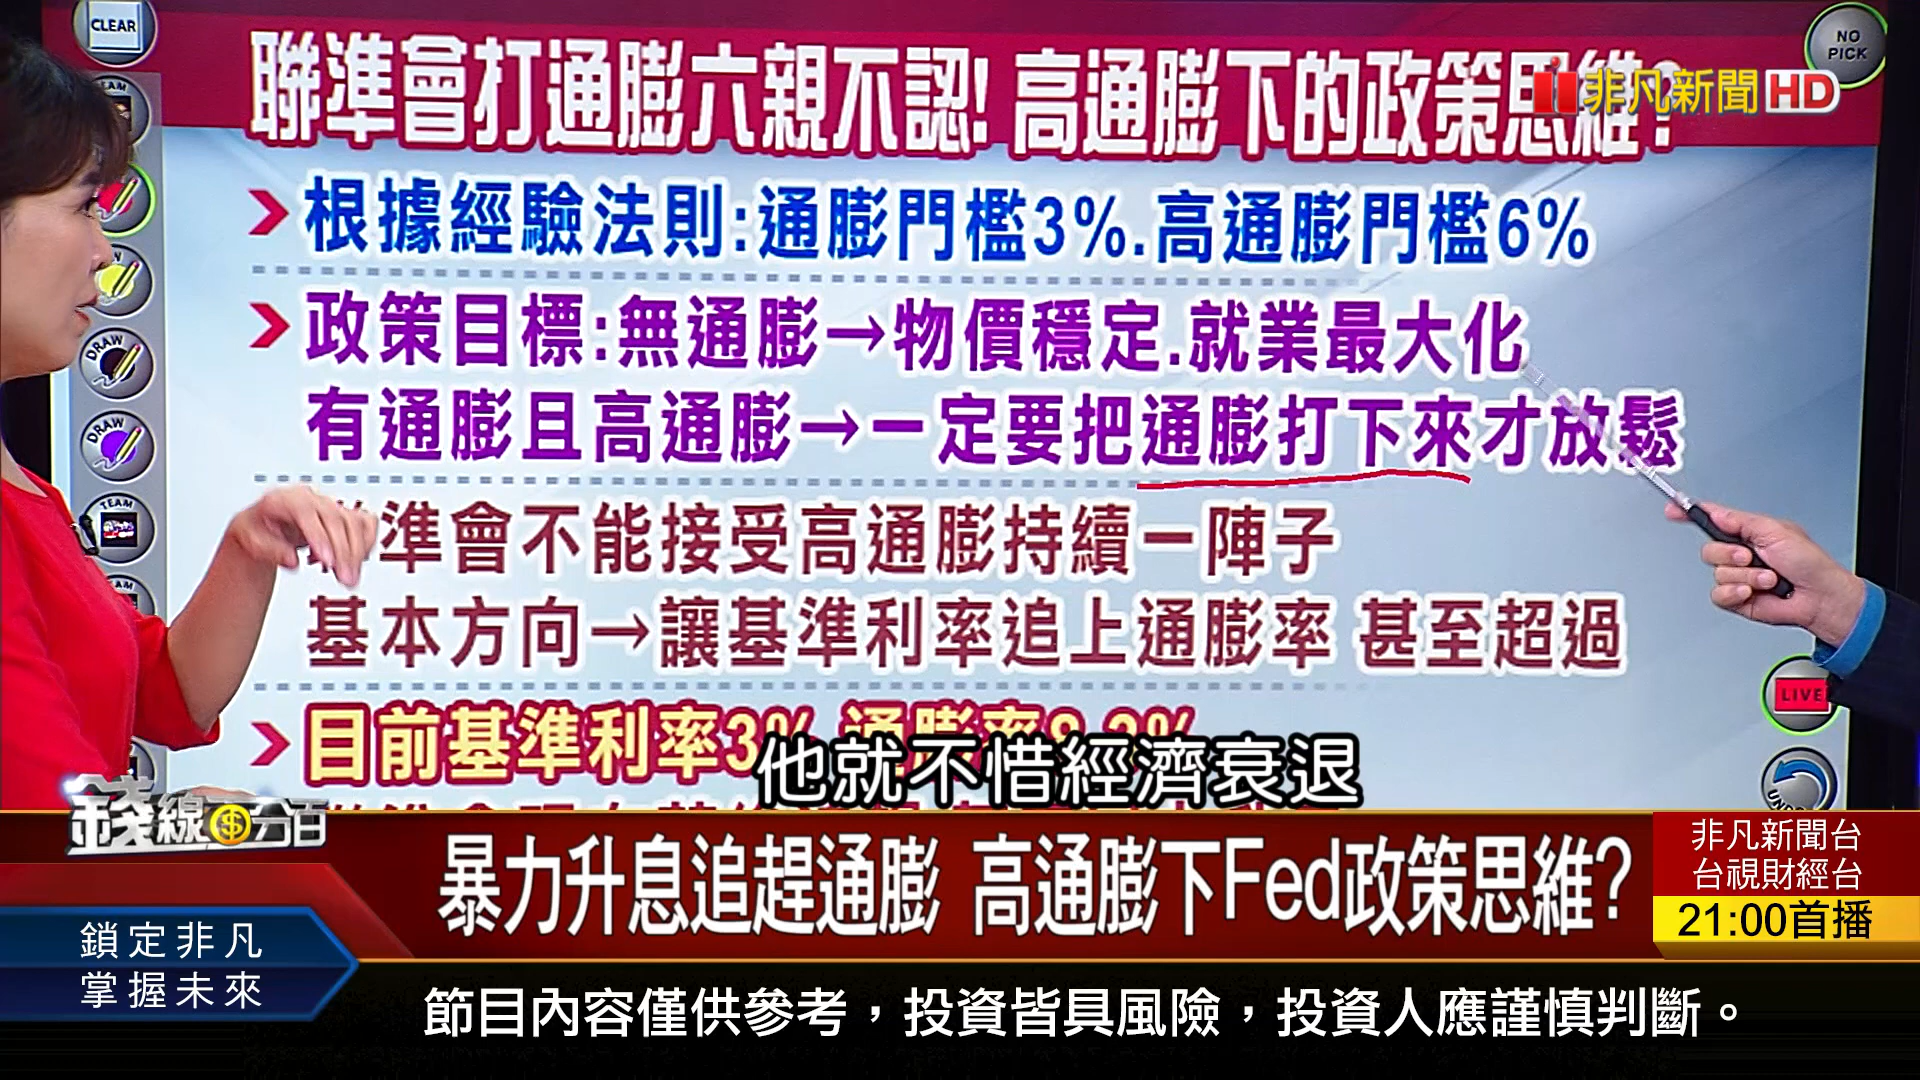 CLEAR
NO
PICK
聯準會打通膨六親不認! 高通膨下的政策思維?
非凡新聞HD
根據經驗法則:通膨門檻3%.高通膨門檻6%
政策目標:無通膨→物價穩定.就業最大化
有通膨且高通膨→一定要把通膨打下來才放鬆
DRAW
DRAW
TEAM
準會不能接受高通膨持續一陣子
基本方向→讓基準利率追上通膨率 甚至超過
LIVE
目前基準利率3% 通膨率8.3%
他就不惜經濟衰退
錢線百分百
暴力升息追趕通膨 高通膨下Fed政策思維?
非凡新聞台
台視財經台
21:00首播
鎖定非凡
掌握未來
節目內容僅供參考，投資皆具風險，投資人應謹慎判斷。